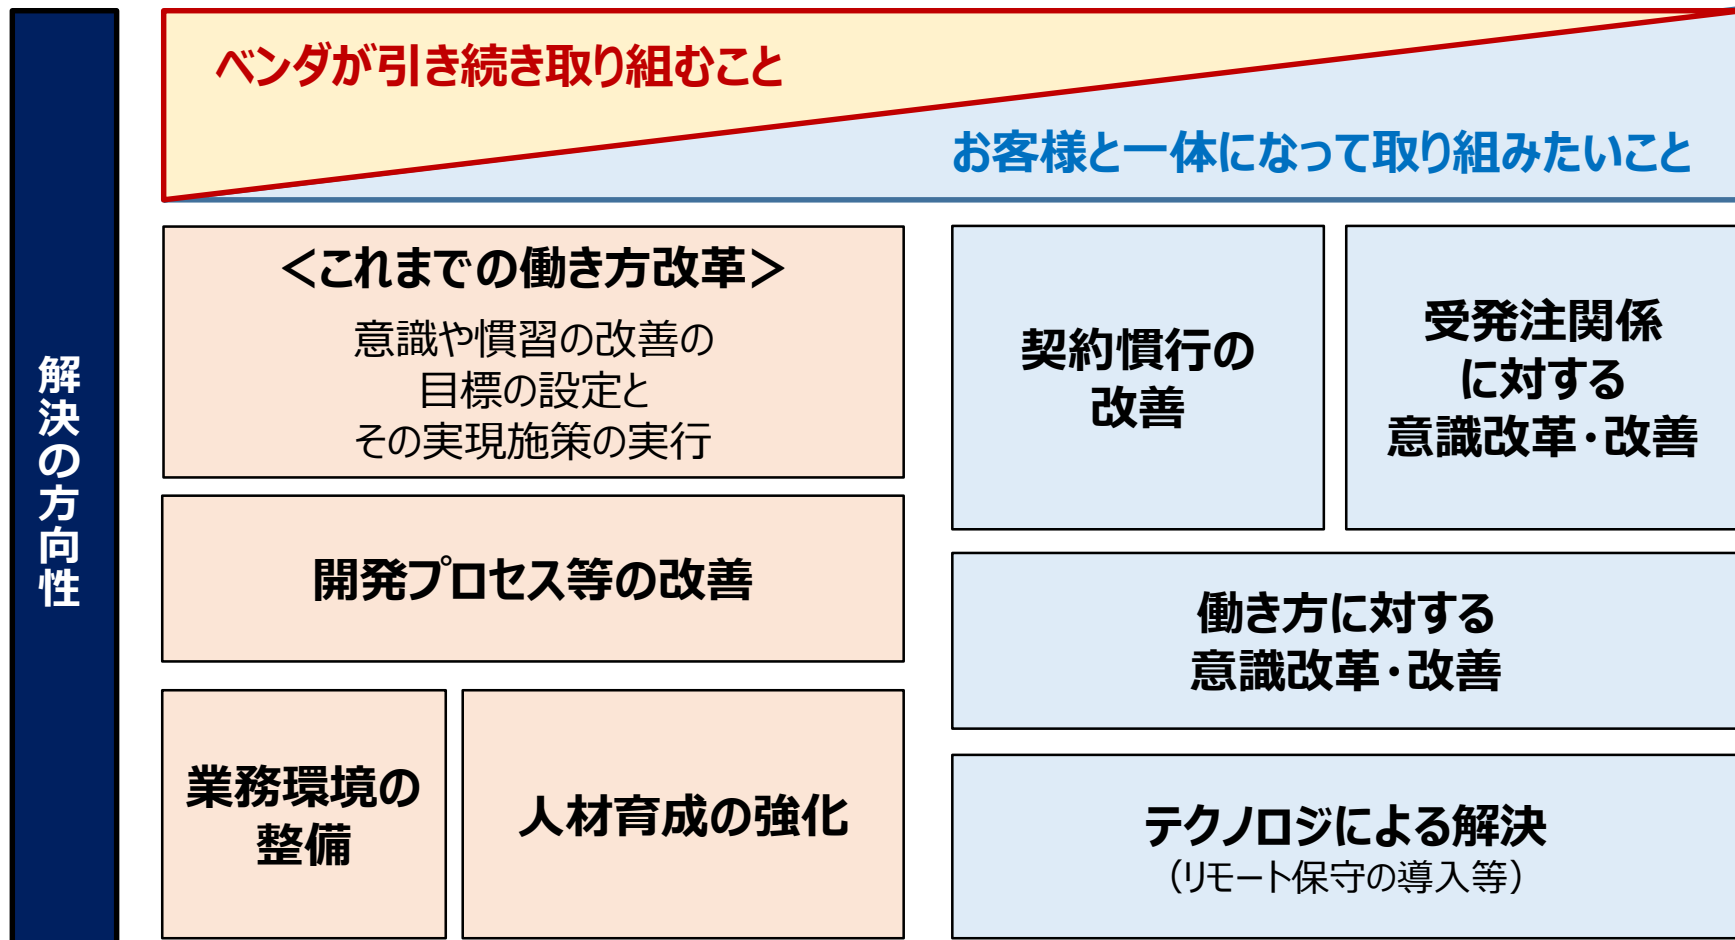 解決の方向性
ベンダが引き続き取り組むこと
お客様と一体になって取り組みたいこと
＜これまでの働き方改革＞
意識や慣習の改善の
目標の設定と
その実現施策の実行
開発プロセス等の改善
業務環境の
整備
人材育成の強化
契約慣行の
改善
受発注関係
に対する
意識改革・改善
働き方に対する
意識改革・改善
テクノロジによる解決
（リモート保守の導入等）